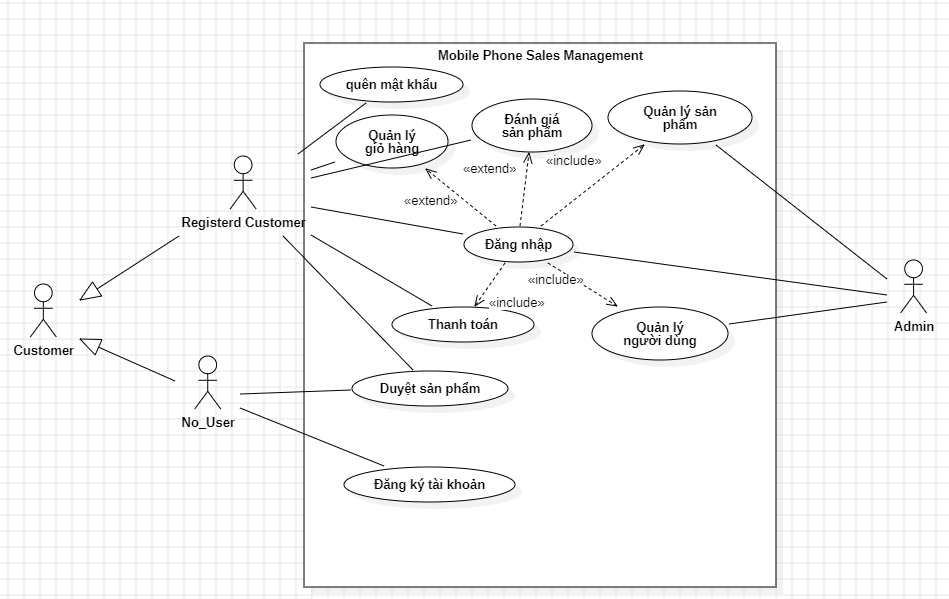 Mobile Phone Sales Management
quên mật khẩu
Quản lý
giỏ hàng
Đánh giá
sản phẩm
Quản lý sản
phẩm
«extend»
«include»
«extend»
Registerd Customer
Đăng nhập
«include»
«include»
Thanh toán
Quản lý
người dùng
Customer
Admin
Duyệt sản phẩm
No_User
Đăng ký tài khoản